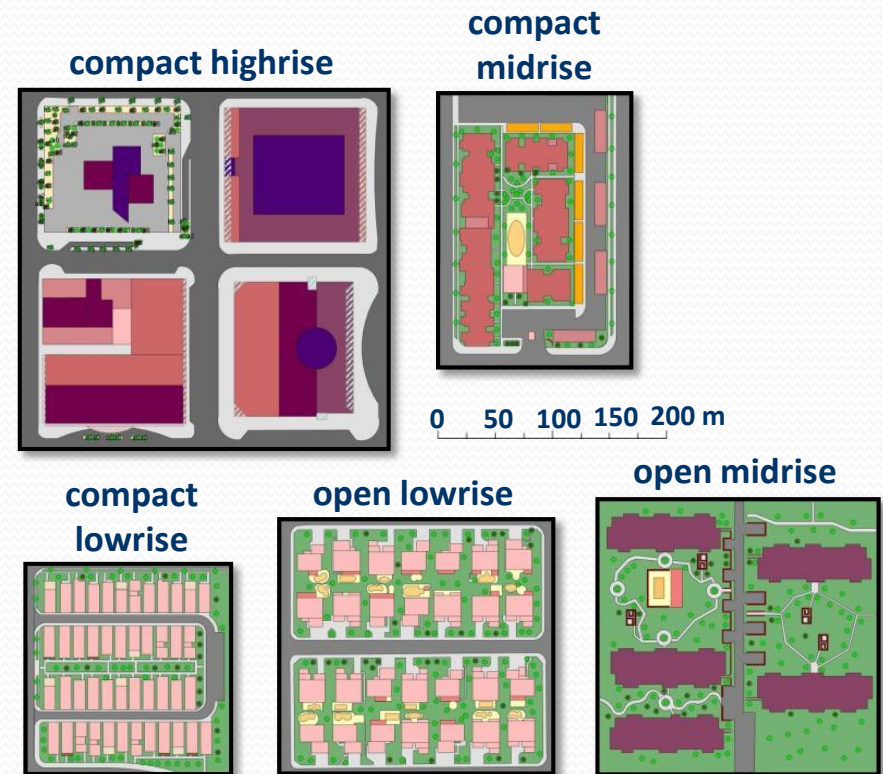 compact highrise
compact
midrise
0 50 100 150 200 m
compact
lowrise
open lowrise
open midrise